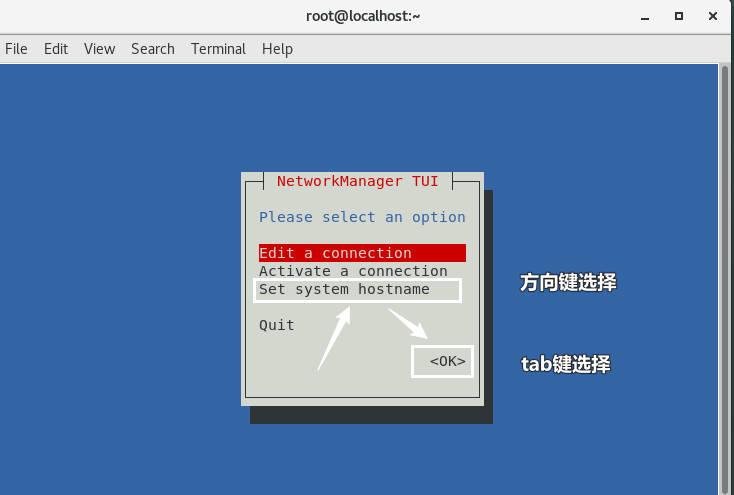 root@localhost:~
File Edit View Search Terminal Help
NetworkManager TUI
Please select an option
Edit a connection
Activate a connection
Set system hostname
方向键选择
Quit
<OK>
tab键选择